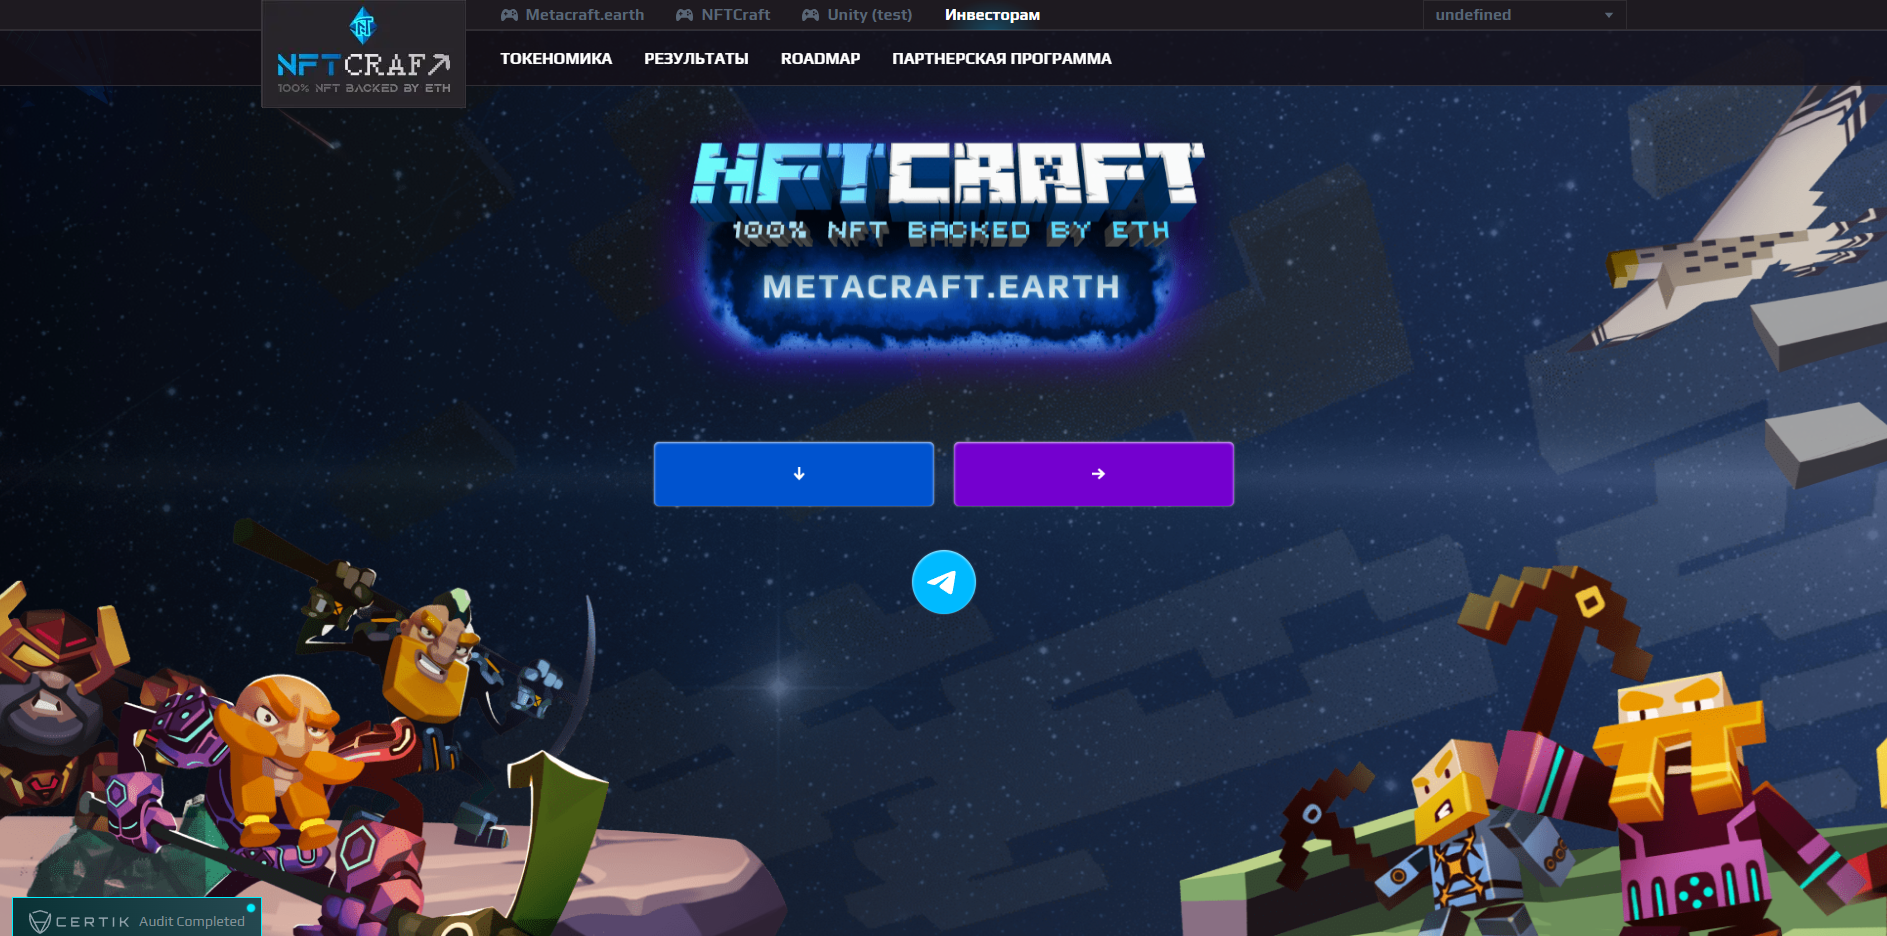 Metacraft.earth NFTCraft Unity (test) Инвесторам undefined
NFTCRAFT
100% NFT BACKED BY ETH
ТОКЕНОМИКА РЕЗУЛЬТАТЫ ROADMAP ПАРТНЕРСКАЯ ПРОГРАММА
NFTCRAFT
100% NFT BACKED BY ETH
METACRAFT.EARTH
CERTIK Audit Completed